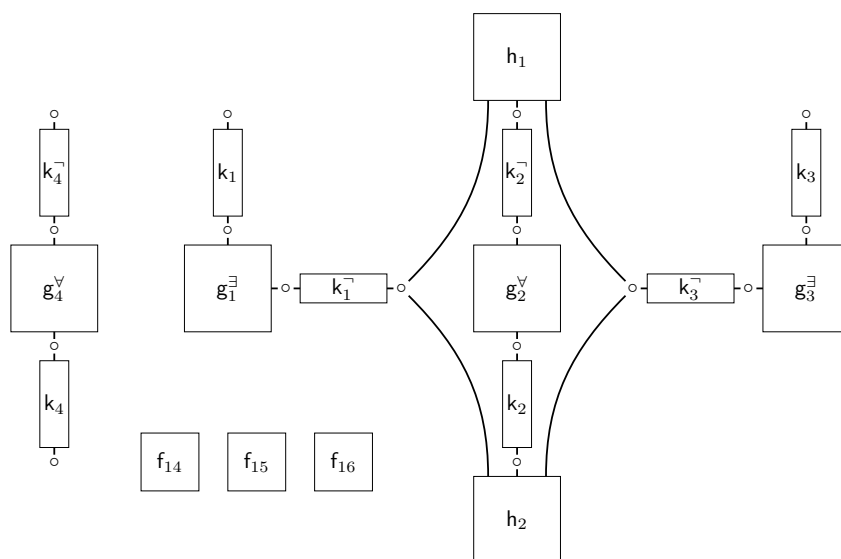 h₁
k₄¬ k₁ k₂¬ k₃
g₄∀ g₁∃ k₁¬ g₂∀ k₃¬ g₃∃
k₄ k₂
f₁₄ f₁₅ f₁₆
h₂